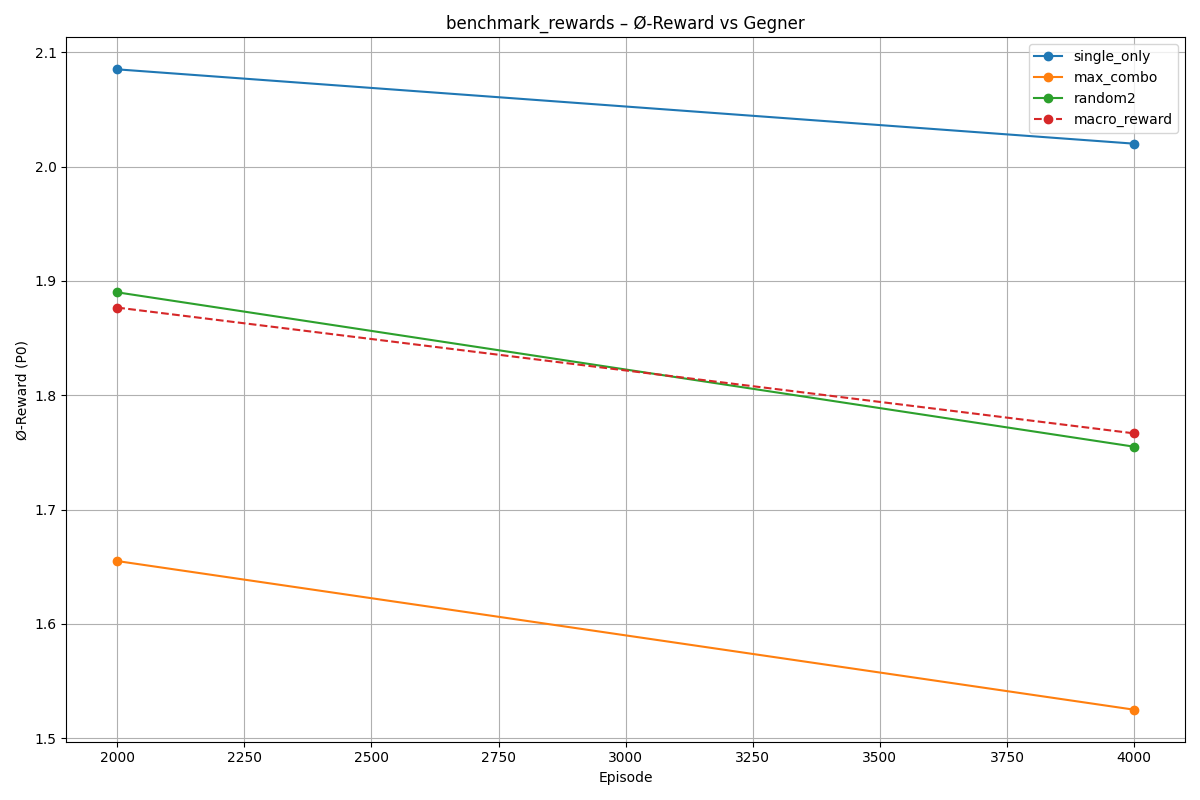 benchmark_rewards – Ø-Reward vs Gegner
single_only
max_combo
random2
macro_reward
2.1
2.0
1.9
1.8
1.7
1.6
1.5
Ø-Reward (P0)
2000 2250 2500 2750 3000 3250 3500 3750 4000
Episode